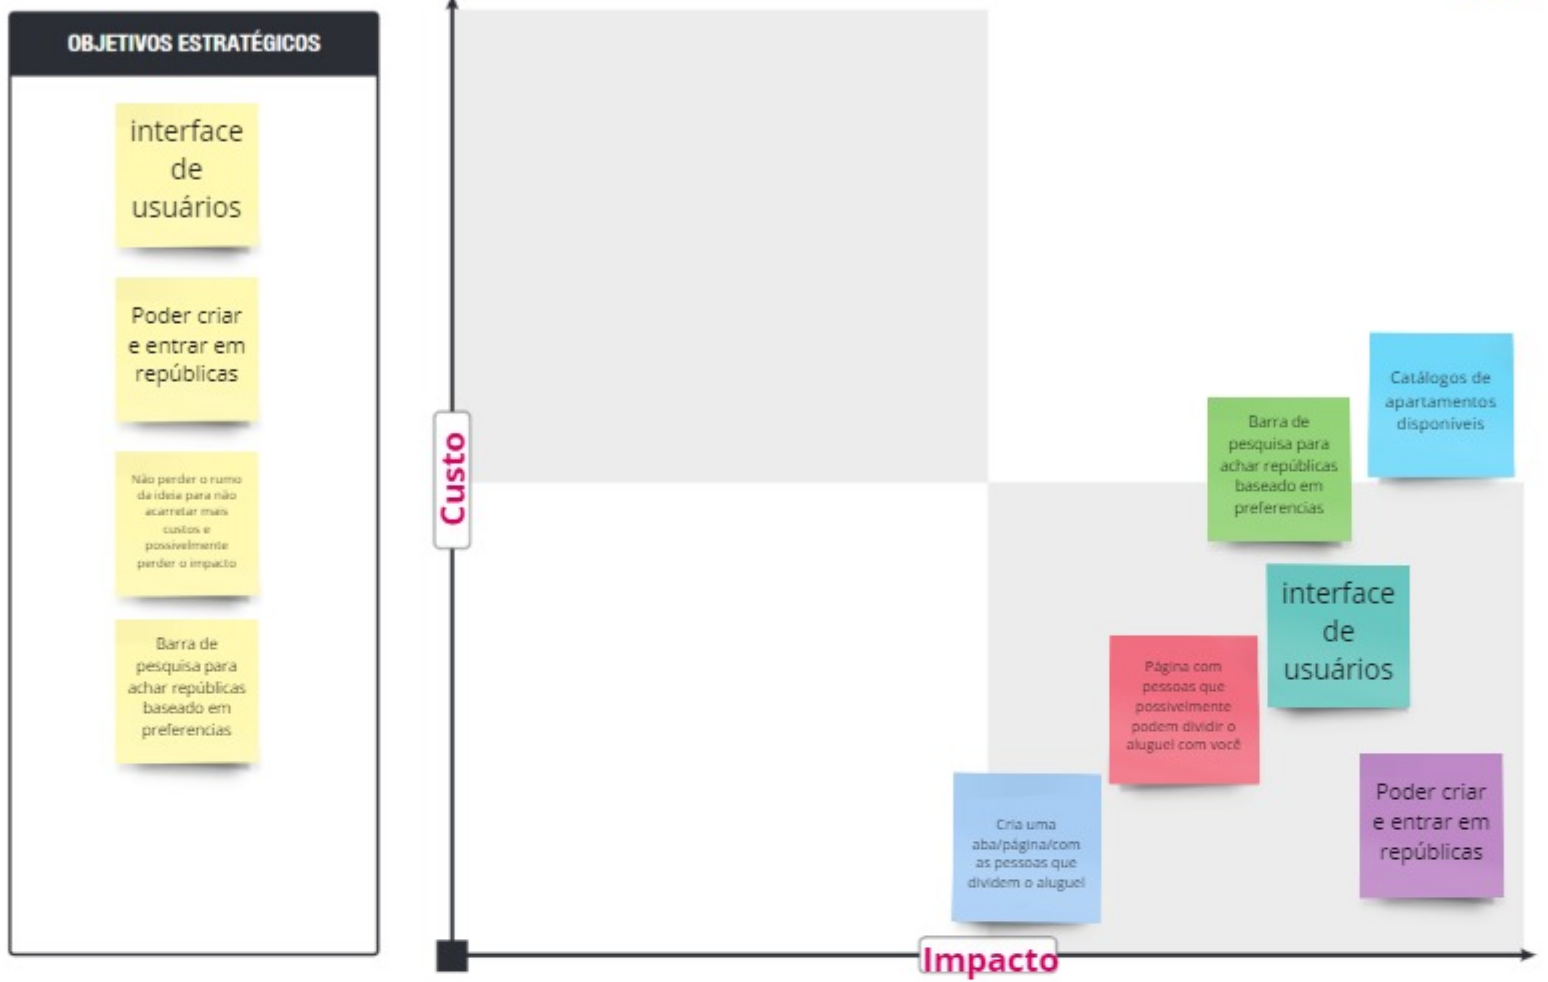 OBJETIVOS ESTRATÉGICOS
interface
de
usuários
Poder criar
e entrar em
repúblicas
Não perder o rumo
da ideia para não
acarretar mais
custos e
possivelmente
perder o impacto
Barra de
pesquisa para
achar repúblicas
baseado em
preferencias
Custo
Catálogos de
apartamentos
disponíveis
Barra de
pesquisa para
achar repúblicas
baseado em
preferencias
interface
de
usuários
Página com
pessoas que
possivelmente
podem dividir o
aluguel com você
Poder criar
e entrar em
repúblicas
Cria uma
aba/página/com
as pessoas que
dividem o aluguel
Impacto